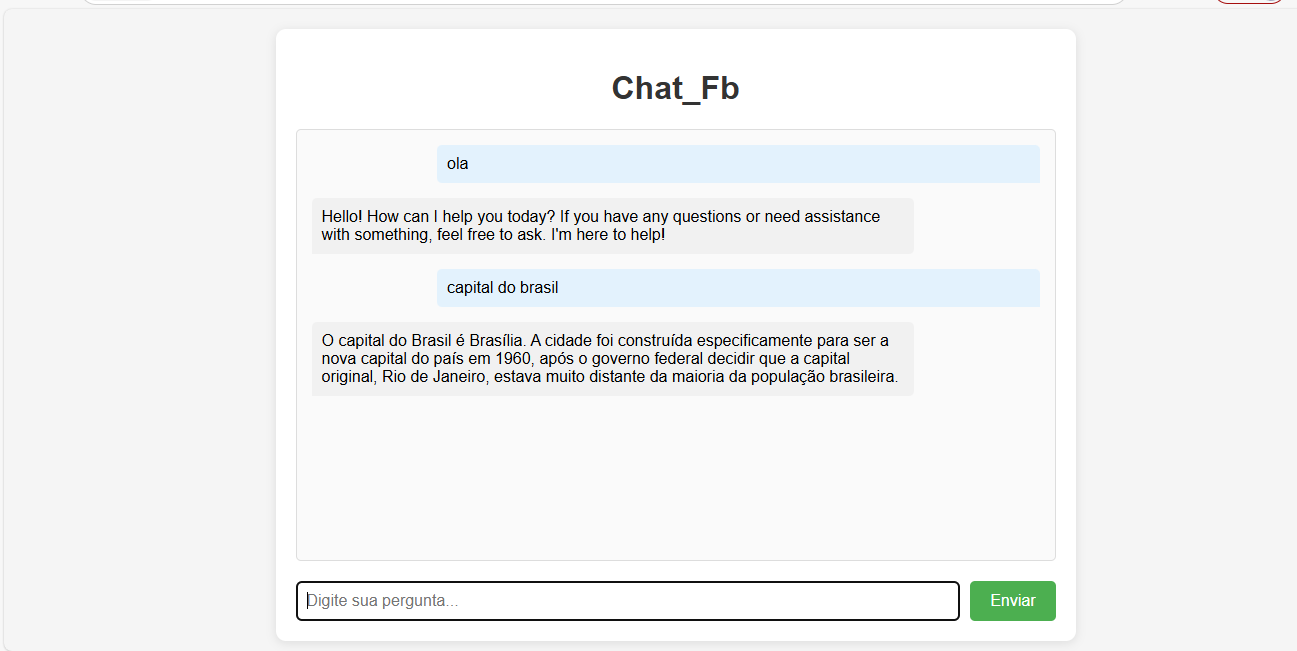 Chat_Fb
ola
Hello! How can I help you today? If you have any questions or need assistance
with something, feel free to ask. I'm here to help!
capital do brasil
O capital do Brasil é Brasília. A cidade foi construída especificamente para ser a
nova capital do país em 1960, após o governo federal decidir que a capital
original, Rio de Janeiro, estava muito distante da maioria da população brasileira.
Digite sua pergunta...
Enviar